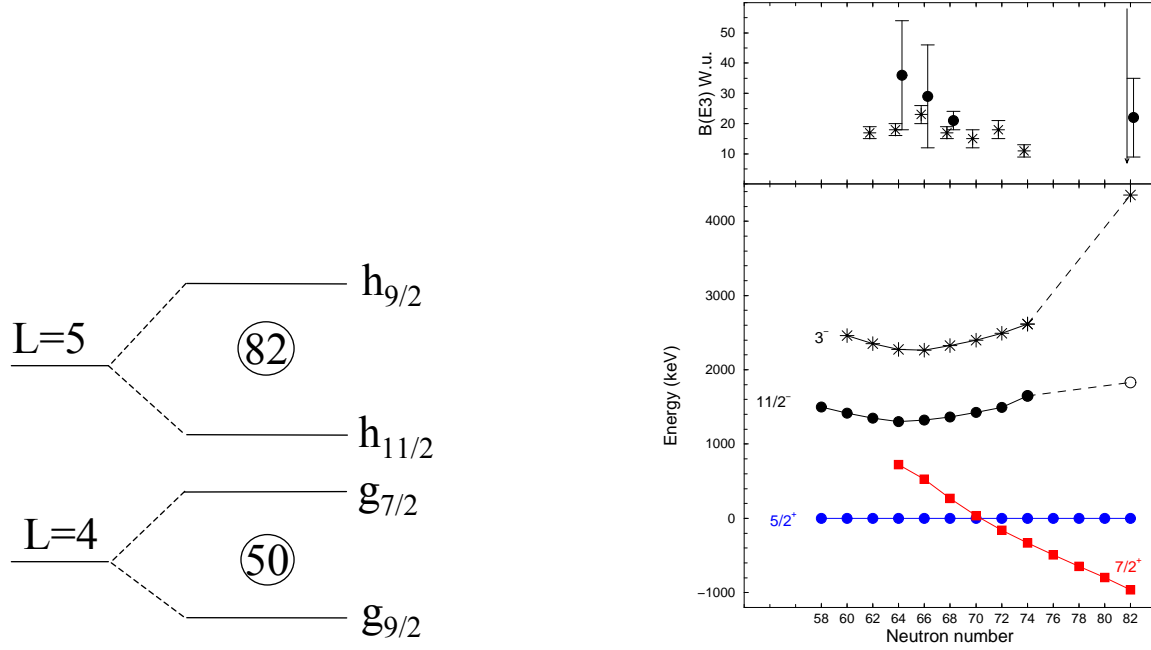 h9/2
L=5
82
h11/2
g7/2
L=4
50
g9/2
B(E3) W.u.
50
40
30
20
10
Energy (keV)
4000
3000
2000
1000
0
−1000
3−
11/2−
5/2+
7/2+
58 60 62 64 66 68 70 72 74 76 78 80 82
Neutron number